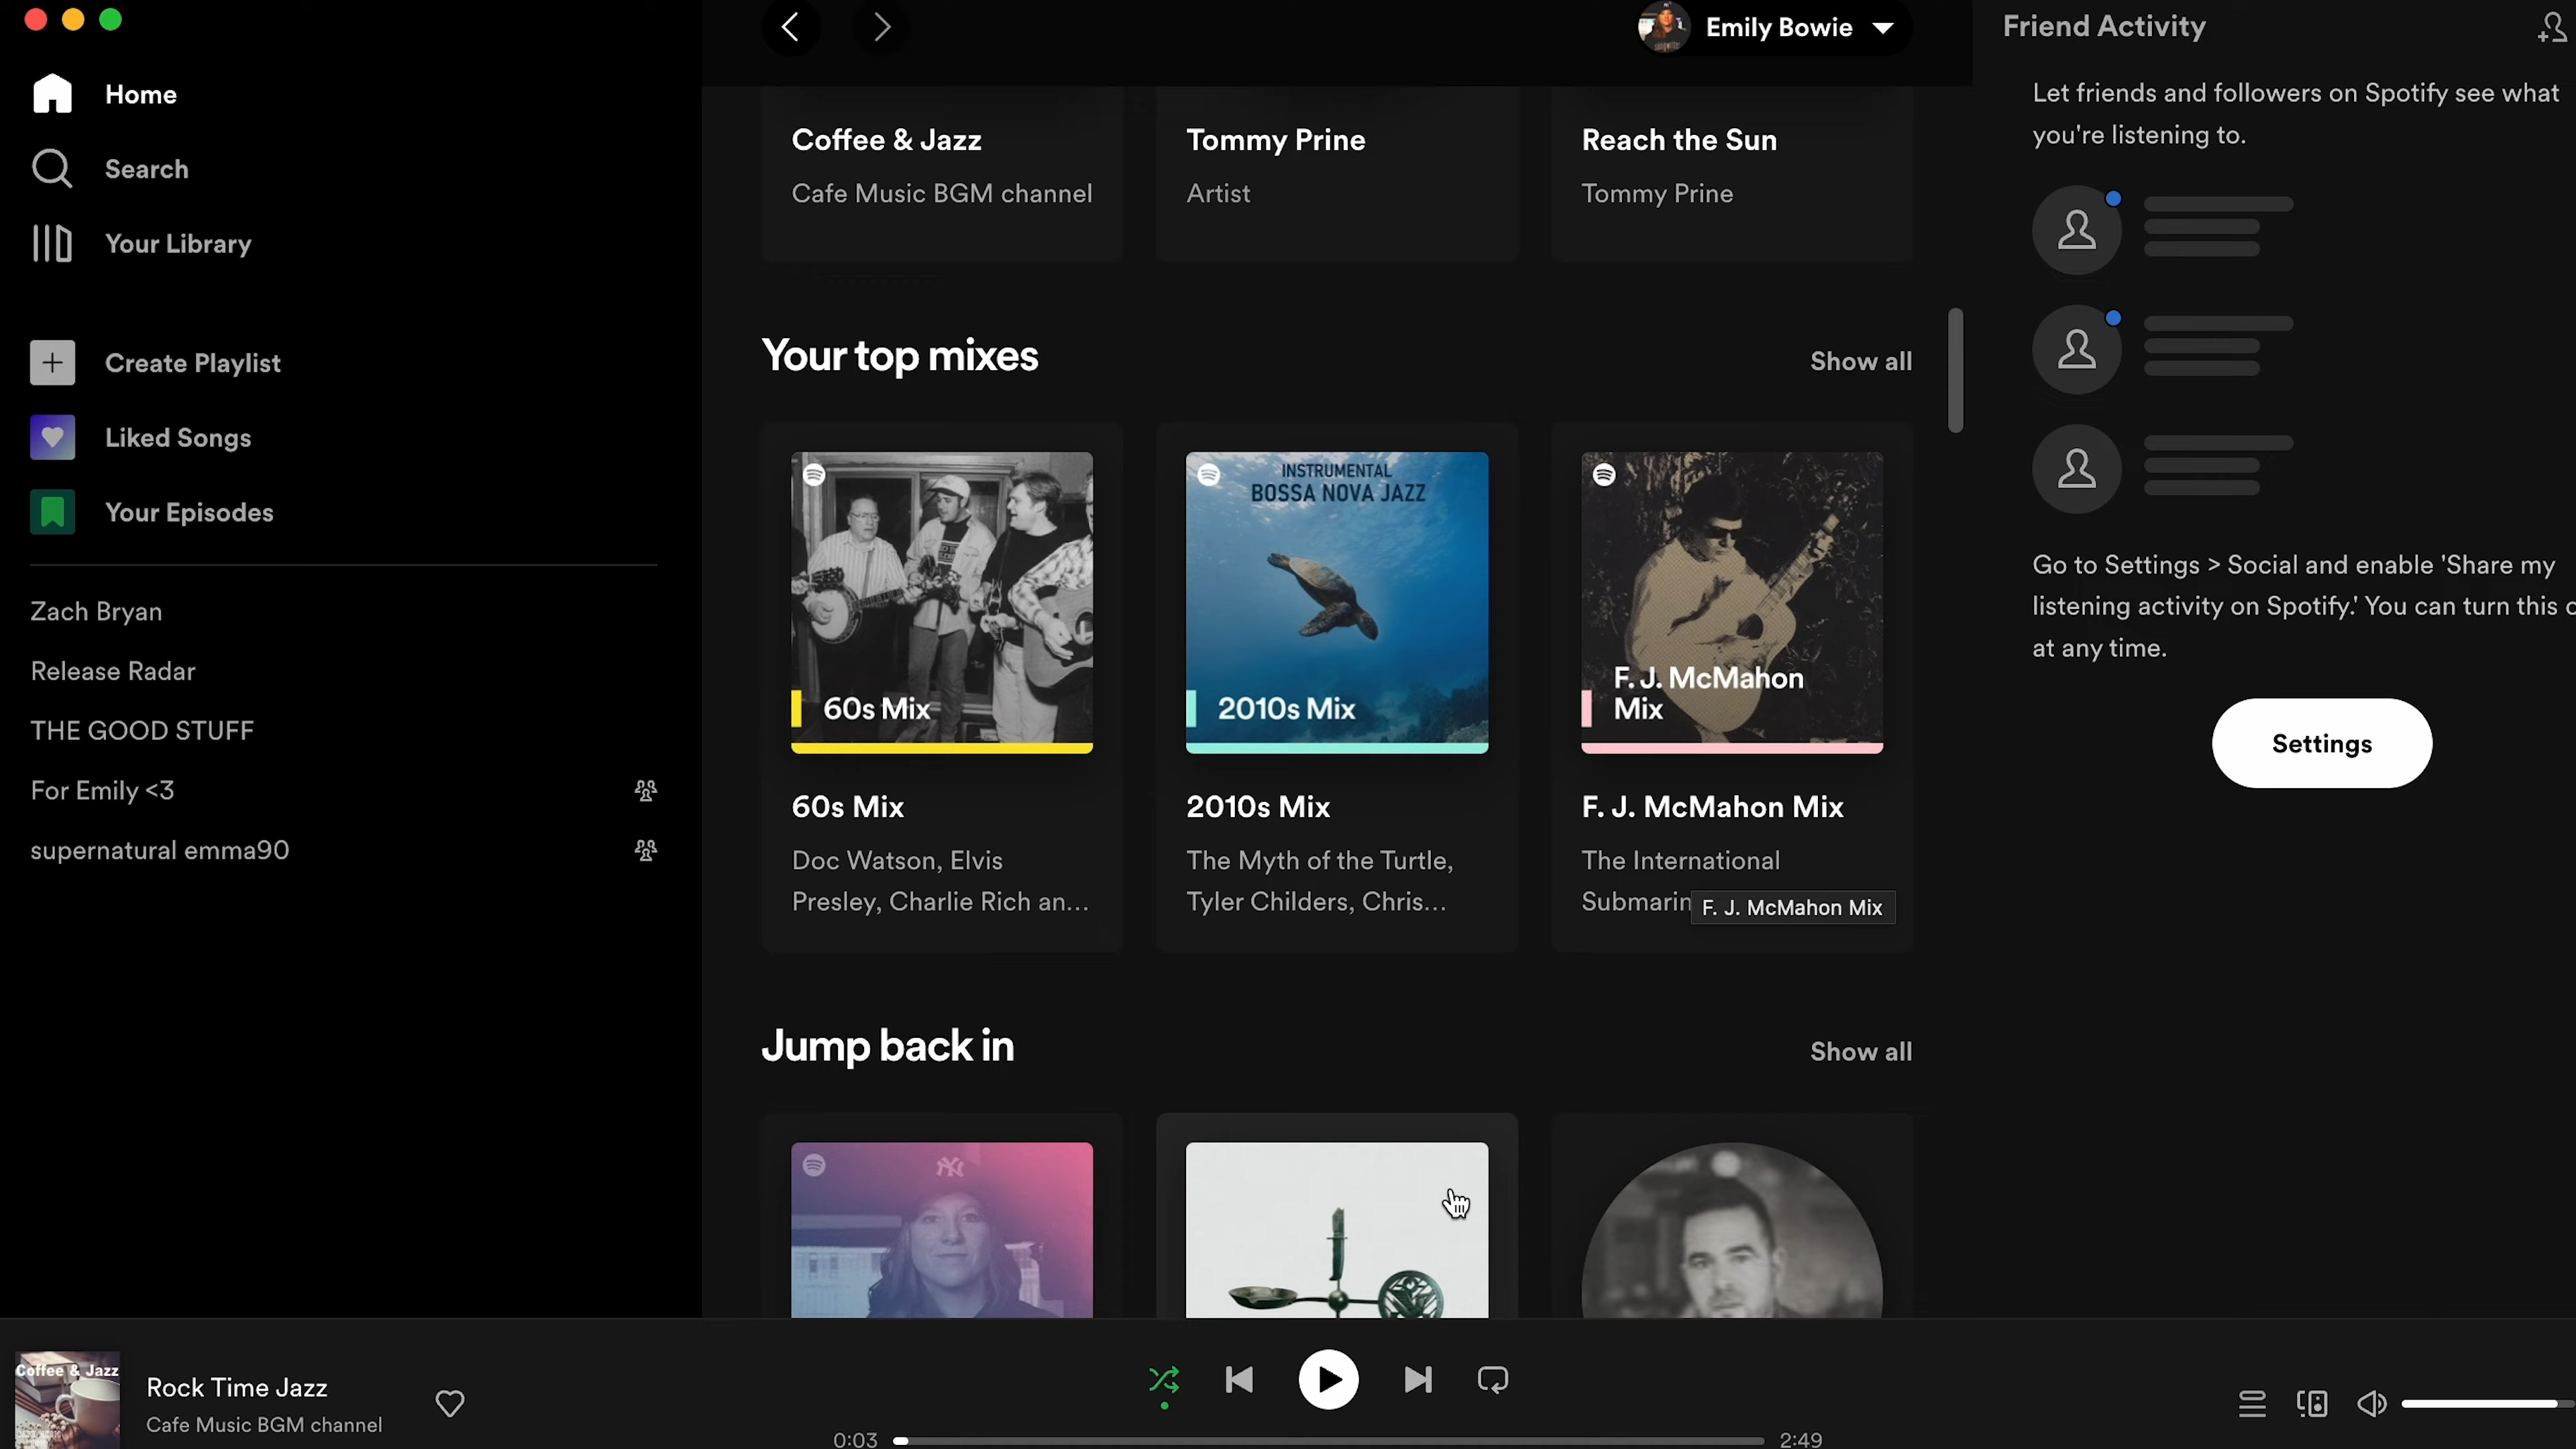 Home
Search
Your Library
Create Playlist
Liked Songs
Your Episodes
Zach Bryan
Release Radar
THE GOOD STUFF
For Emily <3
supernatural emma90
Emily Bowie
Coffee & Jazz
Cafe Music BGM channel
Tommy Prine
Artist
Reach the Sun
Tommy Prine
Your top mixes
Show all
60s Mix
INSTRUMENTAL
BOSSA NOVA JAZZ
2010s Mix
F. J. McMahon
Mix
60s Mix
Doc Watson, Elvis
Presley, Charlie Rich an...
2010s Mix
The Myth of the Turtle,
Tyler Childers, Chris...
F. J. McMahon Mix
The International
Submarin
F. J. McMahon Mix
Jump back in
Show all
NY
Friend Activity
Let friends and followers on Spotify see what
you're listening to.
Go to Settings > Social and enable 'Share my
listening activity on Spotify.' You can turn this o
at any time.
Settings
Coffee & Jazz
Rock Time Jazz
Cafe Music BGM channel
0:03
2:49